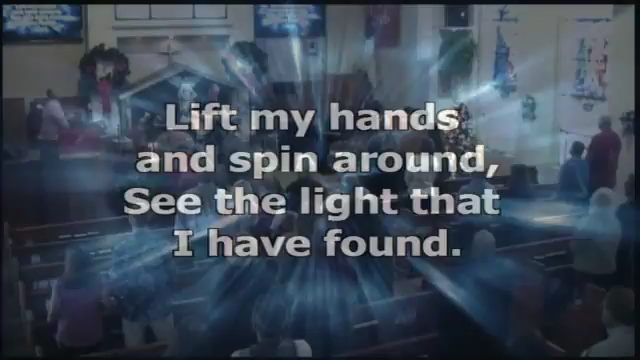 Lift my hands
and spin around,
See the light that
I have found.